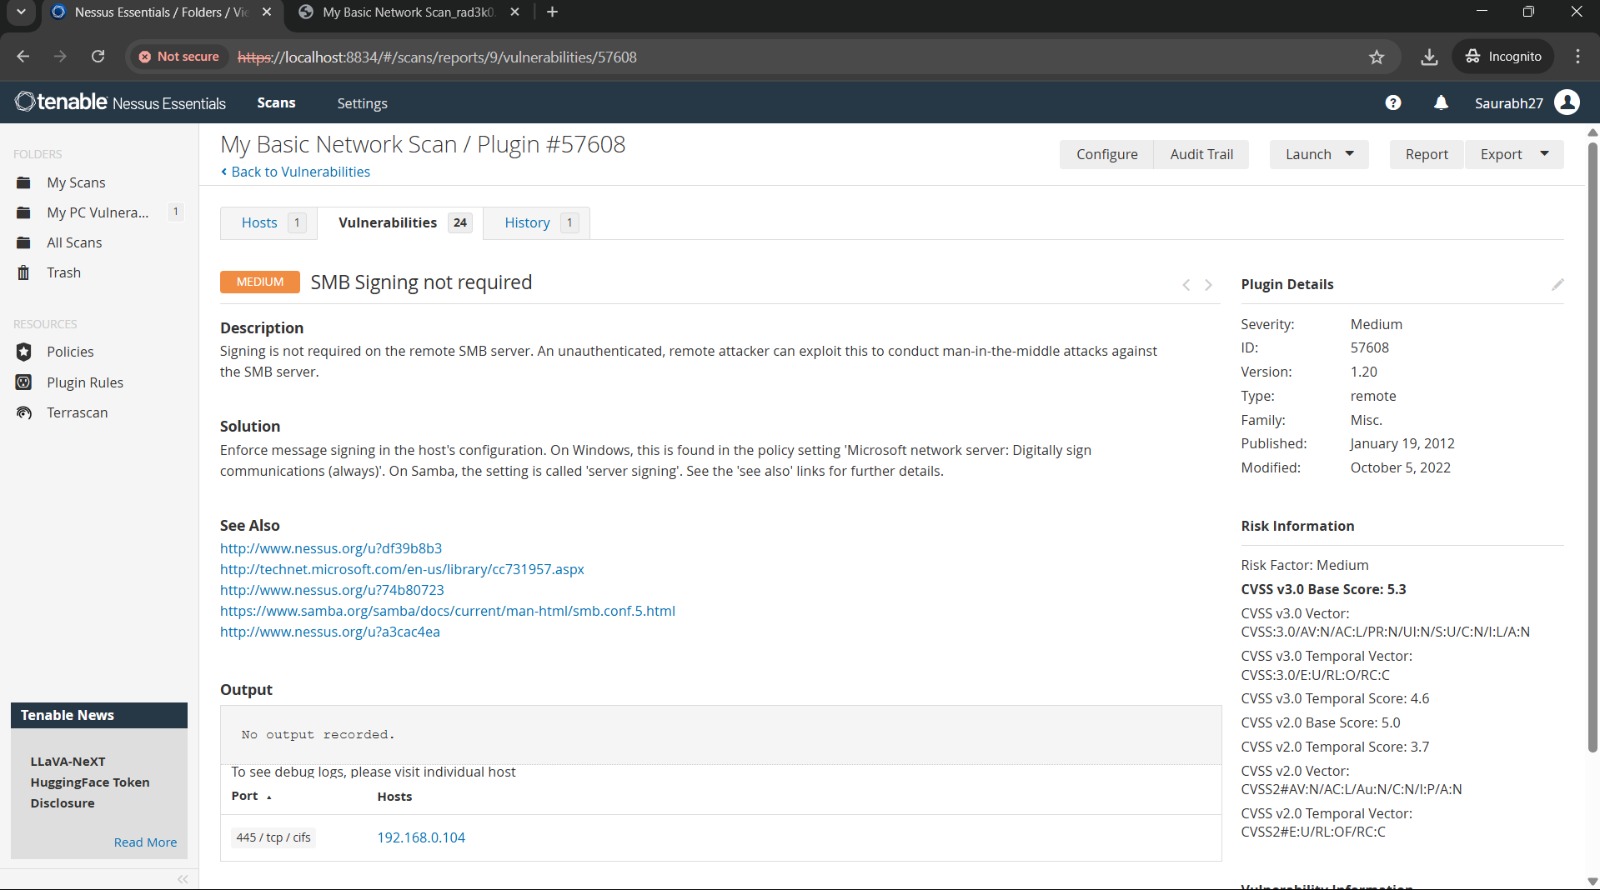 Nessus Essentials / Folders / Vie
My Basic Network Scan_rad3k0
Not secure
https://localhost:8834/#/scans/reports/9/vulnerabilities/57608
Incognito
tenable Nessus Essentials
Scans
Settings
Saurabh27
FOLDERS
My Scans
My PC Vulnera... 1
All Scans
Trash
RESOURCES
Policies
Plugin Rules
Terrascan
Tenable News
LLaVA-NeXT
HuggingFace Token
Disclosure
Read More
My Basic Network Scan / Plugin #57608
‹ Back to Vulnerabilities
Configure
Audit Trail
Launch
Report
Export
Hosts 1
Vulnerabilities 24
History 1
MEDIUM
SMB Signing not required
Description
Signing is not required on the remote SMB server. An unauthenticated, remote attacker can exploit this to conduct man-in-the-middle attacks against
the SMB server.
Solution
Enforce message signing in the host's configuration. On Windows, this is found in the policy setting 'Microsoft network server: Digitally sign
communications (always)'. On Samba, the setting is called 'server signing'. See the 'see also' links for further details.
See Also
http://www.nessus.org/u?df39b8b3
http://technet.microsoft.com/en-us/library/cc731957.aspx
http://www.nessus.org/u?74b80723
https://www.samba.org/samba/docs/current/man-html/smb.conf.5.html
http://www.nessus.org/u?a3cac4ea
Output
No output recorded.
To see debug logs, please visit individual host
Port
Hosts
445 / tcp / cifs
192.168.0.104
Plugin Details
Severity: Medium
ID: 57608
Version: 1.20
Type: remote
Family: Misc.
Published: January 19, 2012
Modified: October 5, 2022
Risk Information
Risk Factor: Medium
CVSS v3.0 Base Score: 5.3
CVSS v3.0 Vector:
CVSS:3.0/AV:N/AC:L/PR:N/UI:N/S:U/C:N/I:L/A:N
CVSS v3.0 Temporal Vector:
CVSS:3.0/E:U/RL:O/RC:C
CVSS v3.0 Temporal Score: 4.6
CVSS v2.0 Base Score: 5.0
CVSS v2.0 Temporal Score: 3.7
CVSS v2.0 Vector:
CVSS2#AV:N/AC:L/Au:N/C:N/I:P/A:N
CVSS v2.0 Temporal Vector:
CVSS2#E:U/RL:OF/RC:C
Vulnerability Information